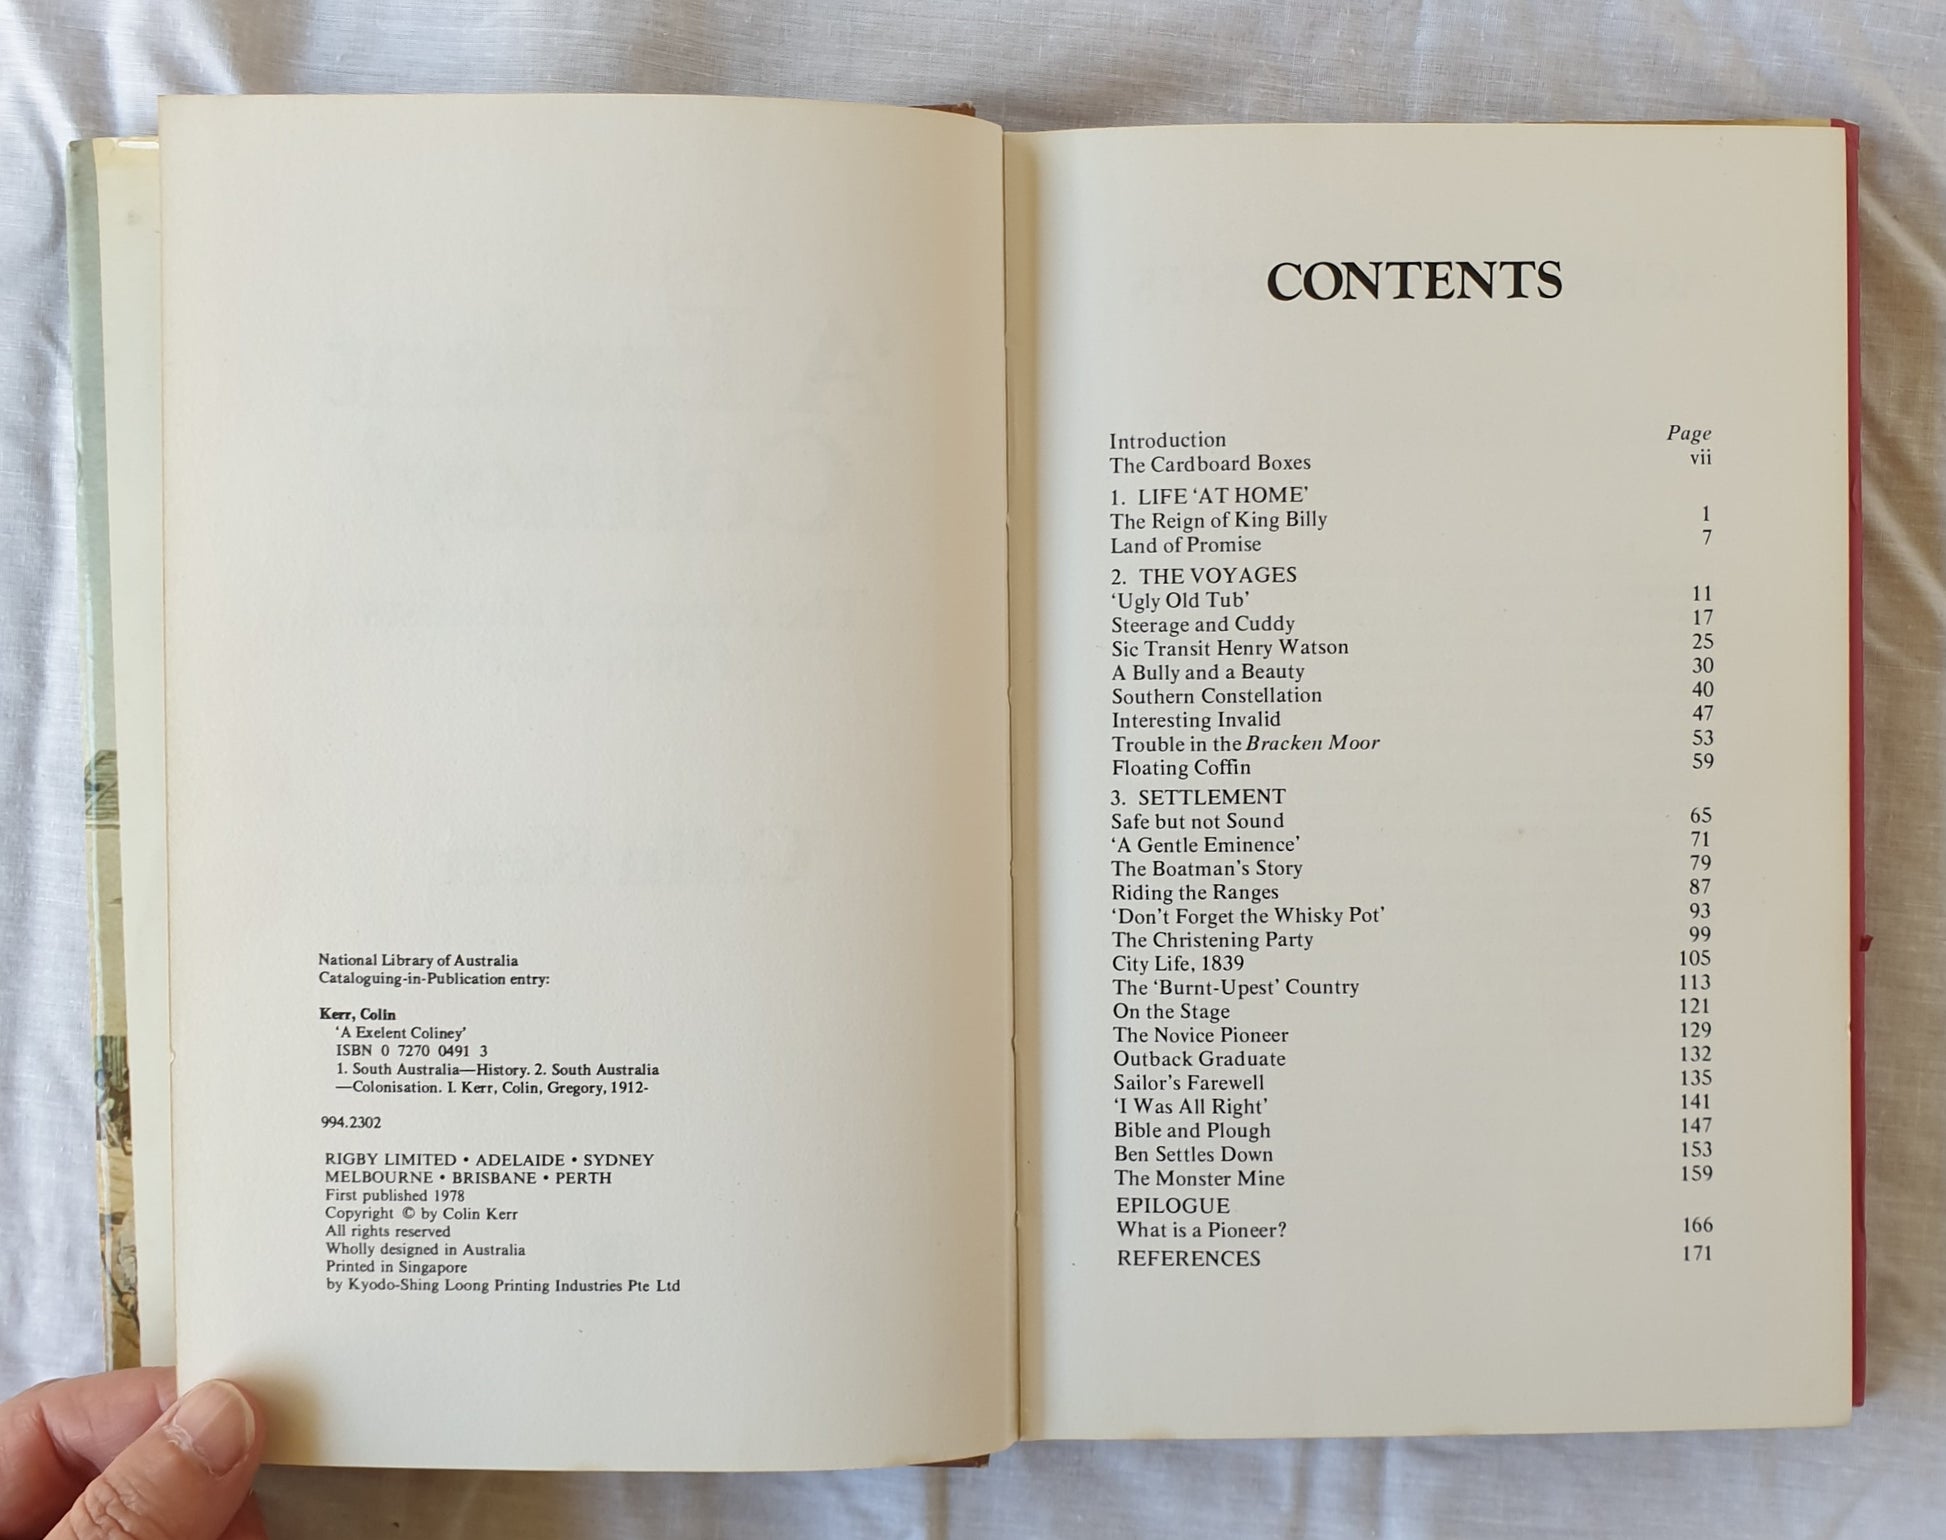 National Library of Australia
Cataloguing-in-Publication entry:
Kerr, Colin
'A Exelent Coliney'
ISBN 0 7270 0491 3
1. South Australia—History. 2. South Australia
—Colonisation. I. Kerr, Colin, Gregory, 1912-
994.2302
RIGBY LIMITED • ADELAIDE • SYDNEY
MELBOURNE • BRISBANE • PERTH
First published 1978
Copyright © by Colin Kerr
All rights reserved
Wholly designed in Australia
Printed in Singapore
by Kyodo-Shing Loong Printing Industries Pte Ltd
CONTENTS
Introduction Page
The Cardboard Boxes vii
1. LIFE 'AT HOME'
The Reign of King Billy 1
Land of Promise 7
2. THE VOYAGES
'Ugly Old Tub' 11
Steerage and Cuddy 17
Sic Transit Henry Watson 25
A Bully and a Beauty 30
Southern Constellation 40
Interesting Invalid 47
Trouble in the Bracken Moor 53
Floating Coffin 59
3. SETTLEMENT
Safe but not Sound 65
'A Gentle Eminence' 71
The Boatman's Story 79
Riding the Ranges 87
'Don't Forget the Whisky Pot' 93
The Christening Party 99
City Life, 1839 105
The 'Burnt-Upest' Country 113
On the Stage 121
The Novice Pioneer 129
Outback Graduate 132
Sailor's Farewell 135
'I Was All Right' 141
Bible and Plough 147
Ben Settles Down 153
The Monster Mine 159
EPILOGUE
What is a Pioneer? 166
REFERENCES 171